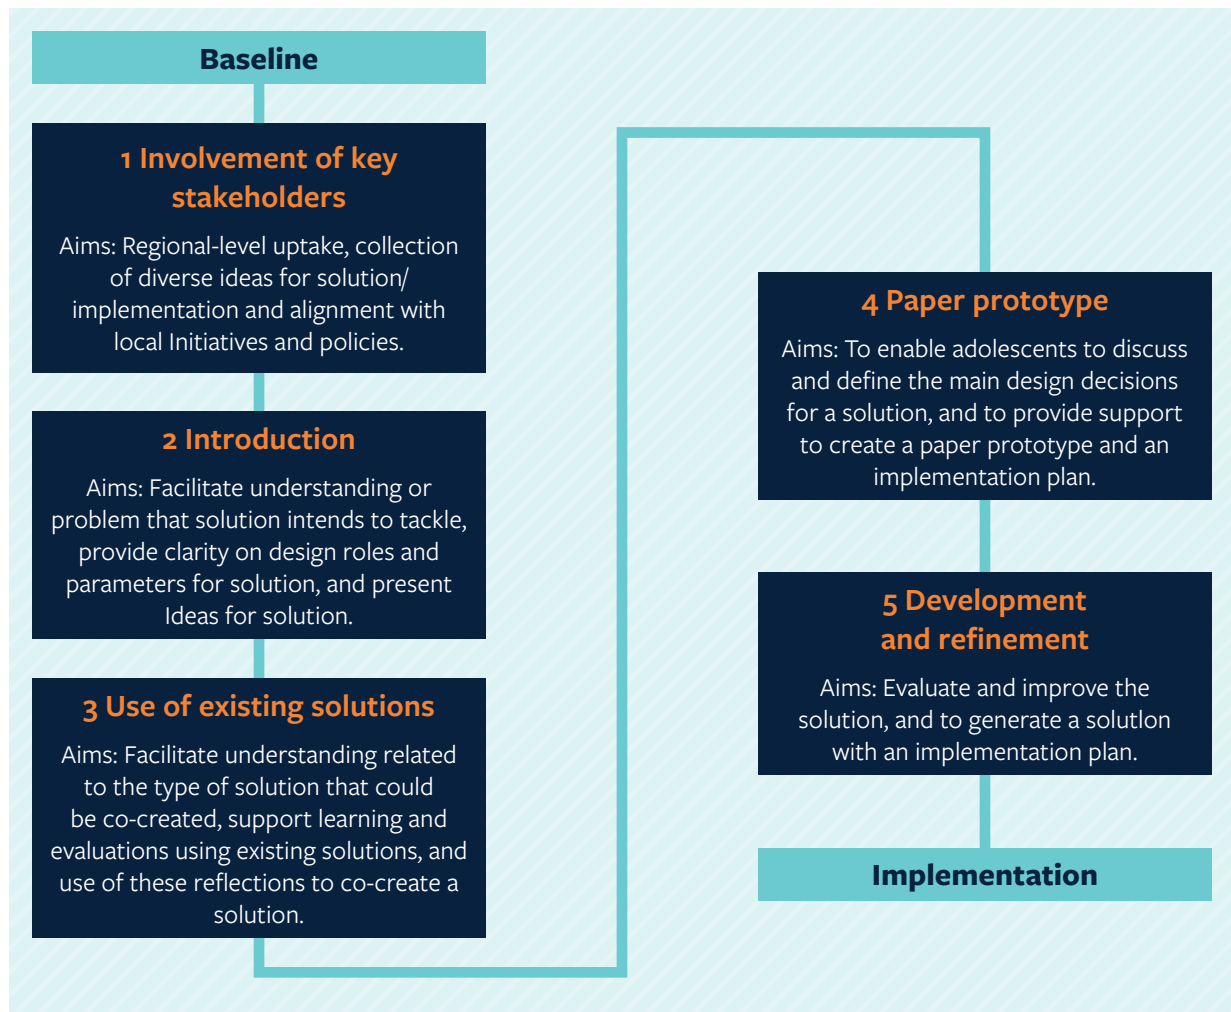 Baseline
1 Involvement of key
stakeholders
Aims: Regional-level uptake, collection
of diverse ideas for solution/
implementation and alignment with
local Initiatives and policies.
2 Introduction
Aims: Facilitate understanding or
problem that solution intends to tackle,
provide clarity on design roles and
parameters for solution, and present
Ideas for solution.
3 Use of existing solutions
Aims: Facilitate understanding related
to the type of solution that could
be co-created, support learning and
evaluations using existing solutions, and
use of these reflections to co-create a
solution.
4 Paper prototype
Aims: To enable adolescents to discuss
and define the main design decisions
for a solution, and to provide support
to create a paper prototype and an
implementation plan.
5 Development
and refinement
Aims: Evaluate and improve the
solution, and to generate a solutlon
with an implementation plan.
Implementation